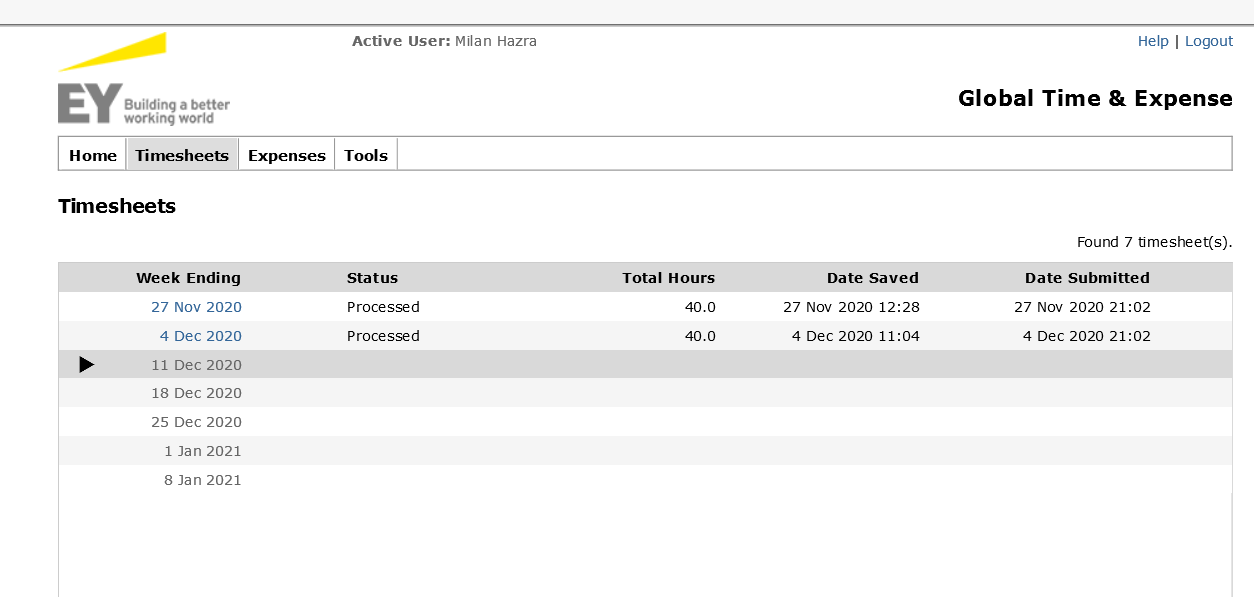 Active User: Milan Hazra
Help | Logout
EY Building a better
working world
Global Time & Expense
Home Timesheets Expenses Tools
Timesheets
Found 7 timesheet(s).
Week Ending Status Total Hours Date Saved Date Submitted
27 Nov 2020 Processed 40.0 27 Nov 2020 12:28 27 Nov 2020 21:02
4 Dec 2020 Processed 40.0 4 Dec 2020 11:04 4 Dec 2020 21:02
11 Dec 2020
18 Dec 2020
25 Dec 2020
1 Jan 2021
8 Jan 2021